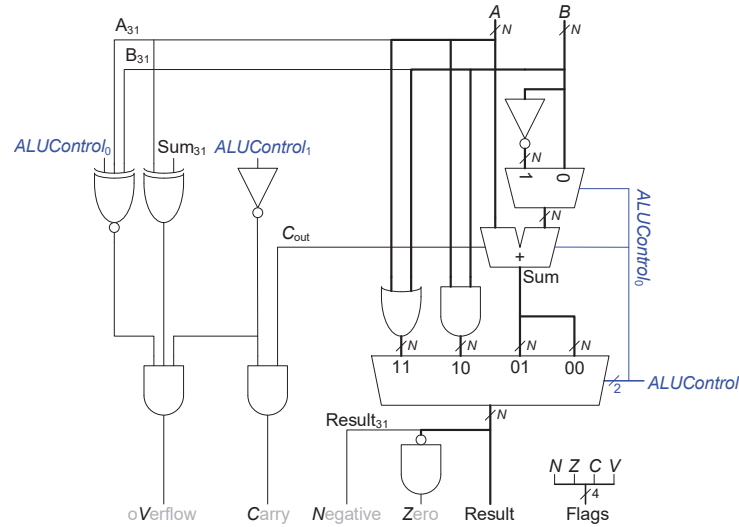 A B
A31 N N
B31
ALUControl0 Sum31 ALUControl1
N
1 0
N
ALUControl0
Cout
+
Sum
N N N N
11 10 01 00
2 ALUControl
N
Result31
N Z C V
4
oVerflow Carry Negative Zero Result Flags